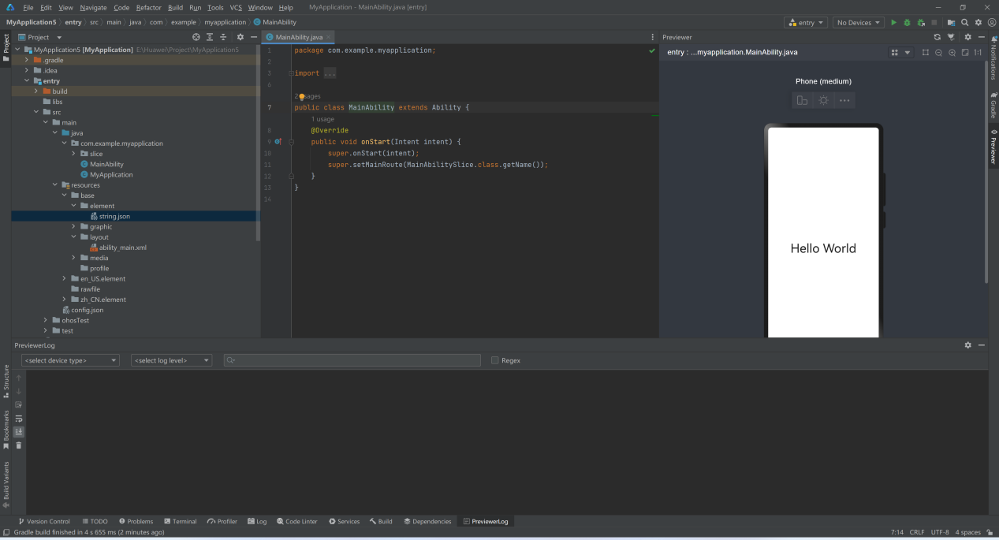 File Edit View Navigate Code Refactor Build Run Tools VCS Window Help MyApplication - MainAbility.java [entry]
MyApplication5 entry src main java com example myapplication MainAbility entry No Devices
Project
MainAbility.java
Previewer
MyApplication5 [MyApplication] E:\Huawei\Project\MyApplication5
.gradle
.idea
entry
build
libs
src
main
java
com.example.myapplication
slice
MainAbility
MyApplication
resources
base
element
string.json
graphic
layout
ability_main.xml
media
profile
en_US.element
rawfile
zh_CN.element
config.json
ohosTest
test
1 package com.example.myapplication;
2
3 import ...
6
2 usages
7 public class MainAbility extends Ability {
1 usage
8 @Override
9 public void onStart(Intent intent) {
10 super.onStart(intent);
11 super.setMainRoute(MainAbilitySlice.class.getName());
12 }
13 }
14
entry : ...myapplication.MainAbility.java
1:1
Phone (medium)
Hello World
Project
Structure
Bookmarks
Build Variants
Notifications
Gradle
Previewer
PreviewerLog
<select device type> <select log level> Regex
Version Control TODO Problems Terminal Profiler Log Code Linter Services Build Dependencies PreviewerLog
Gradle build finished in 4 s 655 ms (2 minutes ago) 7:14 CRLF UTF-8 4 spaces